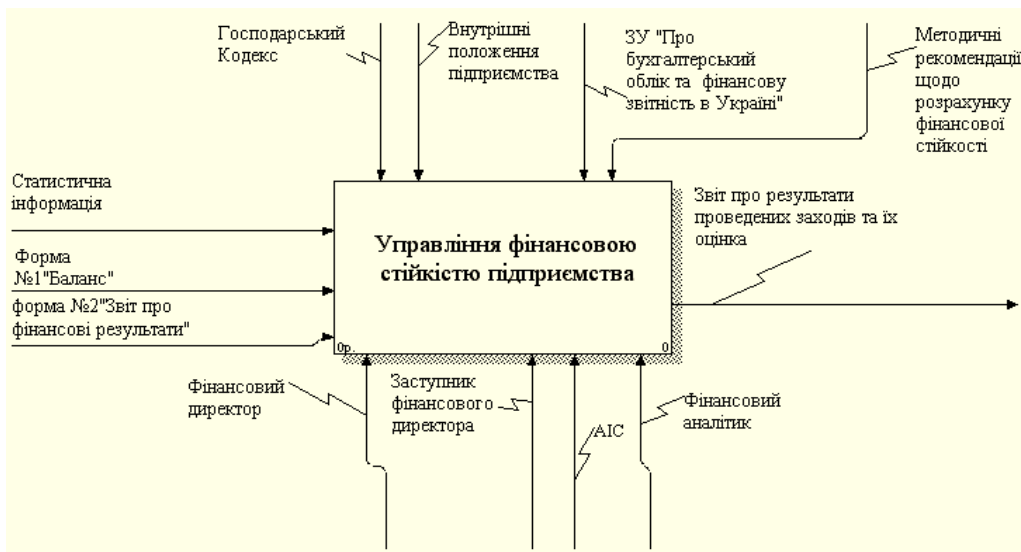 Господарський
Кодекс
Внутрішні
положення
підприємства
ЗУ "Про
бухгалтерський
облік та фінансову
звітність в Україні"
Методичні
рекомендації
щодо
розрахунку
фінансової
стійкості
Статистична
інформація
Форма
№1"Баланс"
форма №2"Звіт про
фінансові результати"
Управління фінансовою
стійкістю підприємства
0р.
0
Звіт про результати
проведених заходів та їх
оцінка
Фінансовий
директор
Заступник
фінансового
директора
АІС
Фінансовий
аналітик